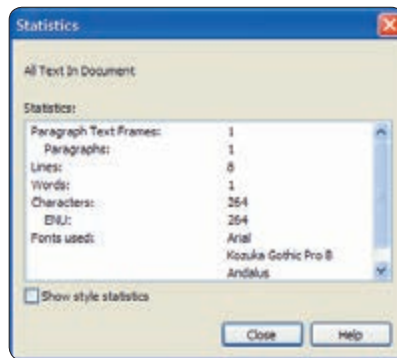 Statistics
All Text In Document
Statistics:
Paragraph Text Frames: 1
Paragraphs: 1
Lines: 8
Words: 1
Characters: 264
ENU: 264
Fonts used: Arial
Kozuka Gothic Pro B
Andalus
Show style statistics
Close Help